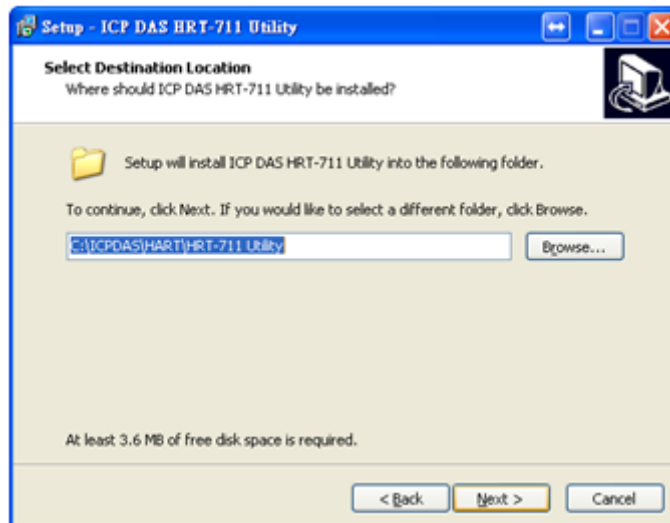 Setup - ICP DAS HRT-711 Utility
Select Destination Location
Where should ICP DAS HRT-711 Utility be installed?
Setup will install ICP DAS HRT-711 Utility into the following folder.
To continue, click Next. If you would like to select a different folder, click Browse.
C:\ICPDAS\HART\HRT-711 Utility
Browse...
At least 3.6 MB of free disk space is required.
< Back Next > Cancel